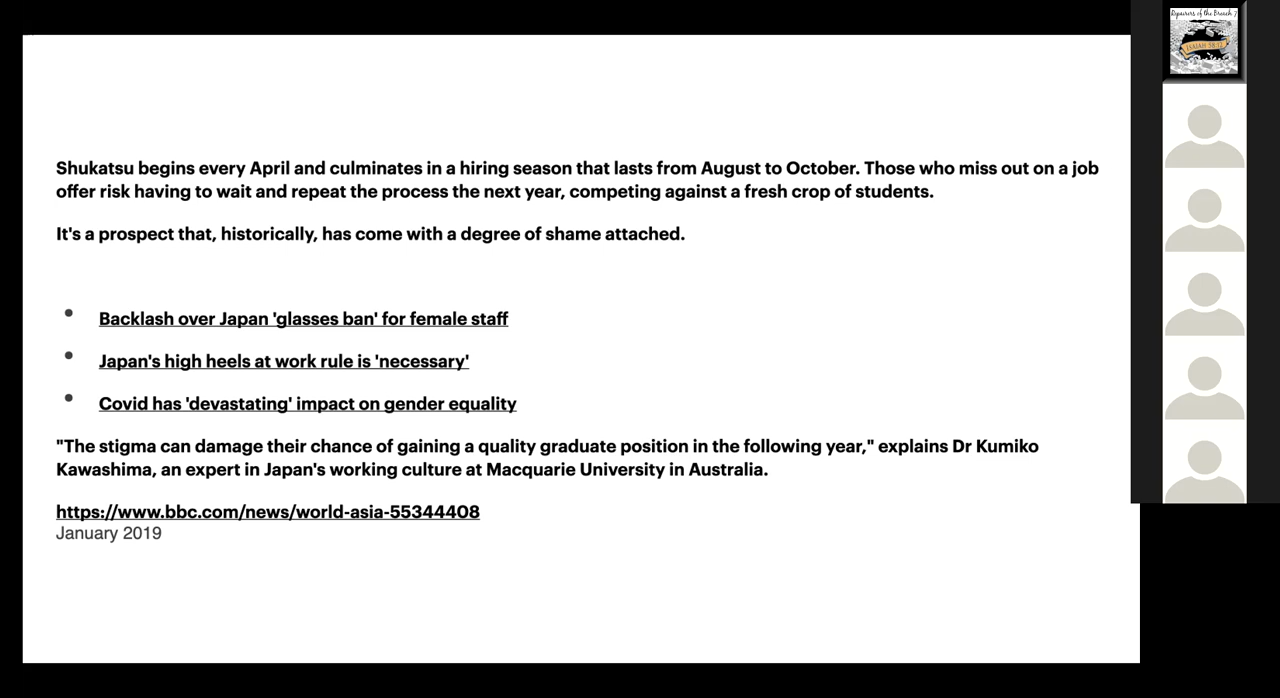 Repairers of the Breach 7
ISAIAH 58:12
Shukatsu begins every April and culminates in a hiring season that lasts from August to October. Those who miss out on a job
offer risk having to wait and repeat the process the next year, competing against a fresh crop of students.
It's a prospect that, historically, has come with a degree of shame attached.
• Backlash over Japan 'glasses ban' for female staff
• Japan's high heels at work rule is 'necessary'
• Covid has 'devastating' impact on gender equality
"The stigma can damage their chance of gaining a quality graduate position in the following year," explains Dr Kumiko
Kawashima, an expert in Japan's working culture at Macquarie University in Australia.
https://www.bbc.com/news/world-asia-55344408
January 2019